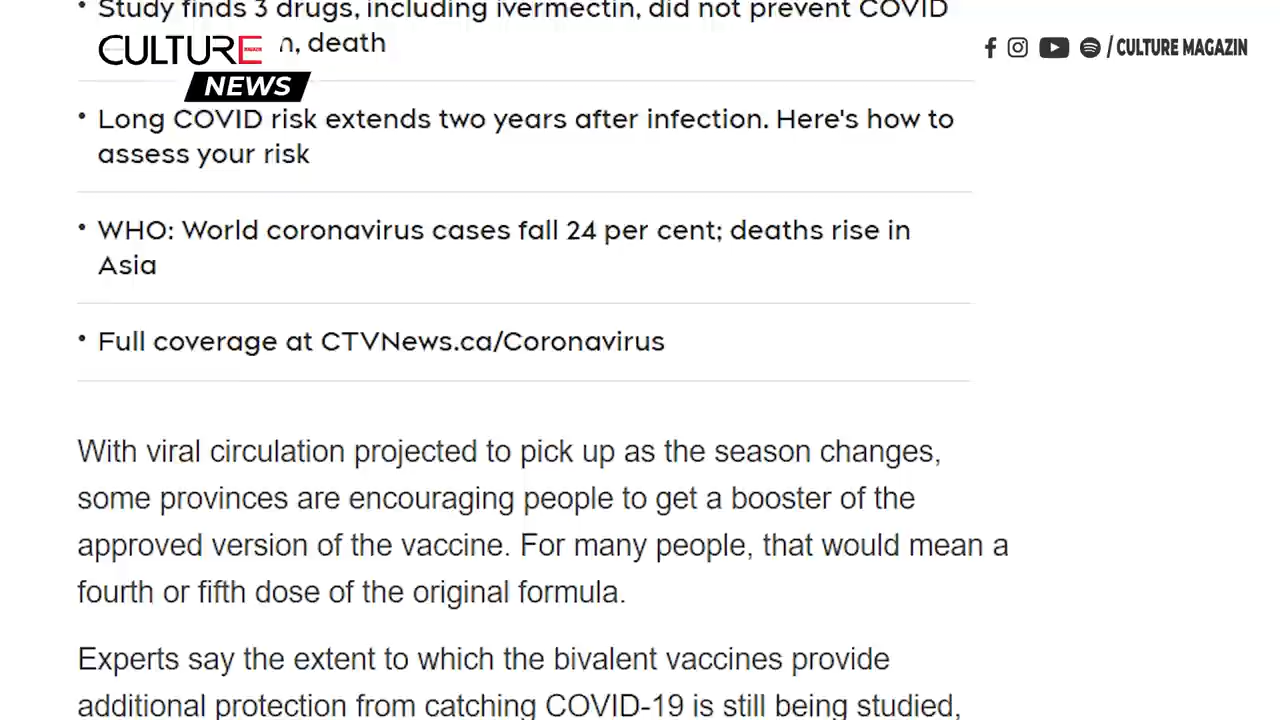 • Study finds 3 drugs, including ivermectin, did not prevent COVID
n, death
CULTURE
NEWS
/ CULTURE MAGAZIN
• Long COVID risk extends two years after infection. Here's how to
assess your risk
• WHO: World coronavirus cases fall 24 per cent; deaths rise in
Asia
• Full coverage at CTVNews.ca/Coronavirus
With viral circulation projected to pick up as the season changes,
some provinces are encouraging people to get a booster of the
approved version of the vaccine. For many people, that would mean a
fourth or fifth dose of the original formula.
Experts say the extent to which the bivalent vaccines provide
additional protection from catching COVID-19 is still being studied,